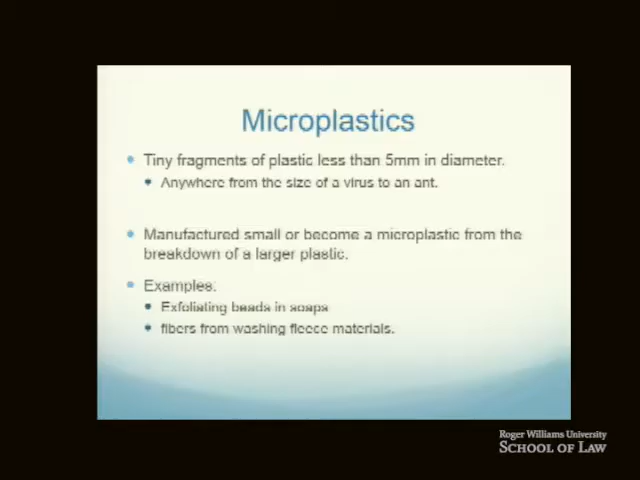 Microplastics
Tiny fragments of plastic less than 5mm in diameter.
Anywhere from the size of a virus to an ant.
Manufactured small or become a microplastic from the
breakdown of a larger plastic.
Examples.
Exfoliating beads in soaps
fibers from washing fleece materials.
Roger Williams University
SCHOOL OF LAW